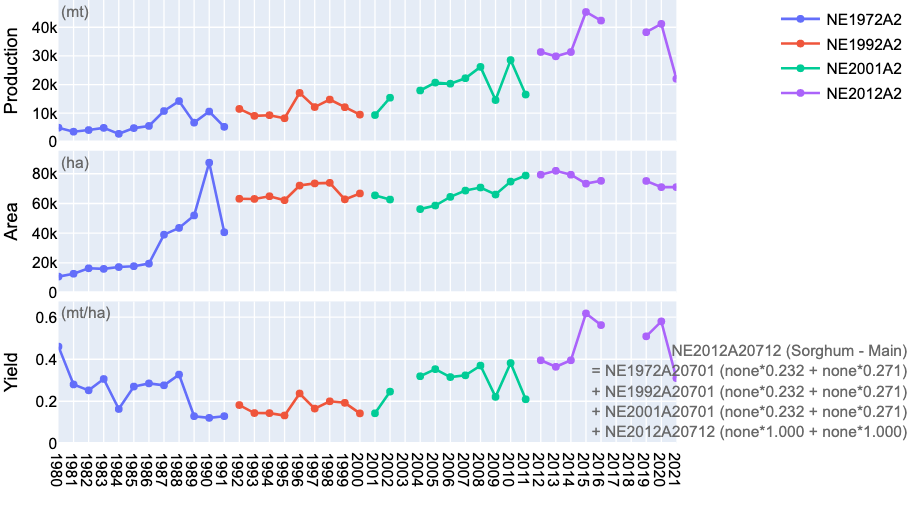 (mt)
Production
40k
30k
20k
10k
0
NE1972A2
NE1992A2
NE2001A2
NE2012A2
(ha)
Area
80k
60k
40k
20k
0
(mt/ha)
Yield
0.6
0.4
0.2
0
NE2012A20712 (Sorghum - Main)
= NE1972A20701 (none*0.232 + none*0.271)
+ NE1992A20701 (none*0.232 + none*0.271)
+ NE2001A20701 (none*0.232 + none*0.271)
+ NE2012A20712 (none*1.000 + none*1.000)
1980 1981 1982 1983 1984 1985 1986 1987 1988 1989 1990 1991 1992 1993 1994 1995 1996 1997 1998 1999 2000 2001 2002 2003 2004 2005 2006 2007 2008 2009 2010 2011 2012 2013 2014 2015 2016 2017 2018 2019 2020 2021